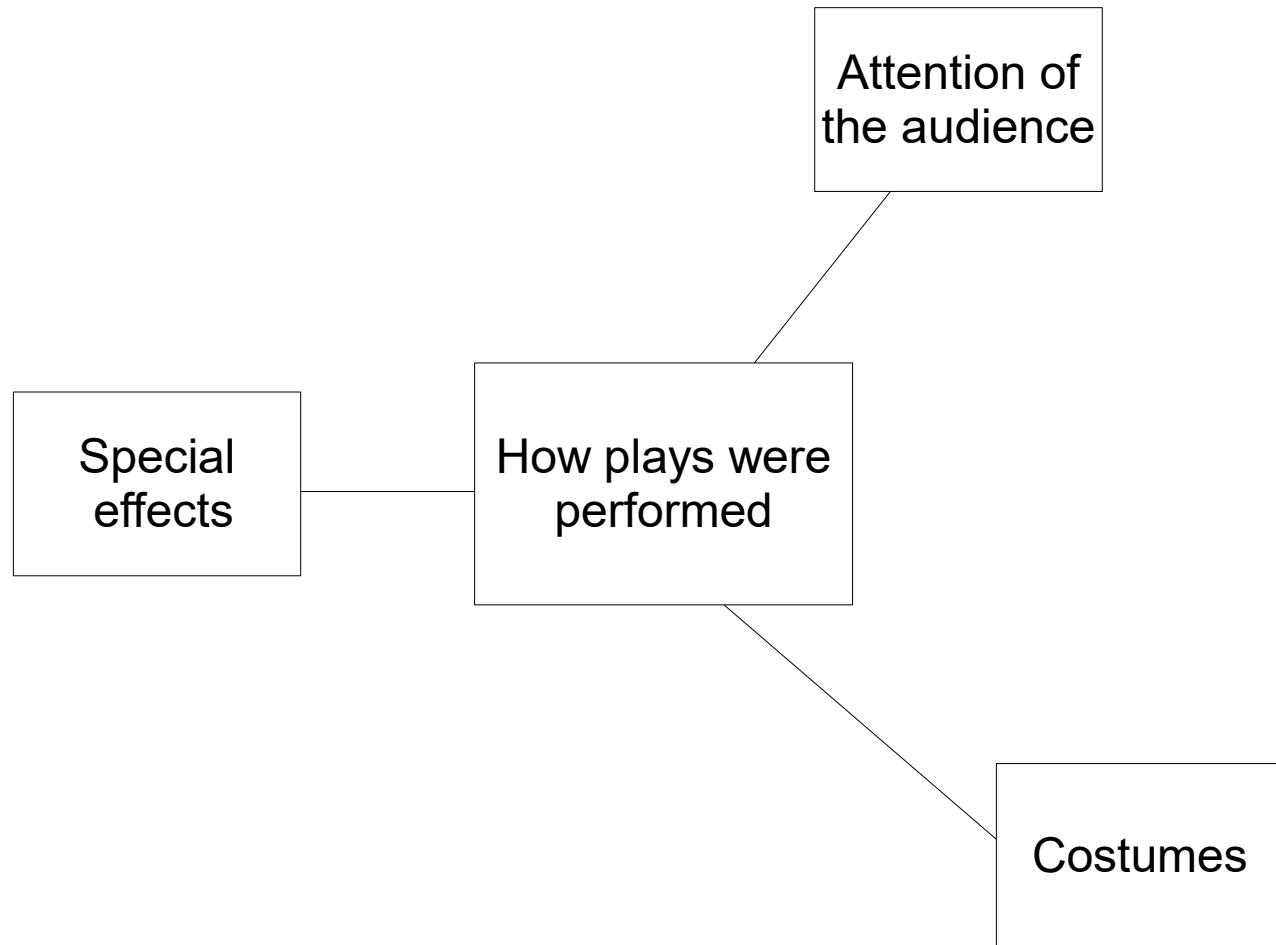 Attention of
the audience
Special
effects
How plays were
performed
Costumes